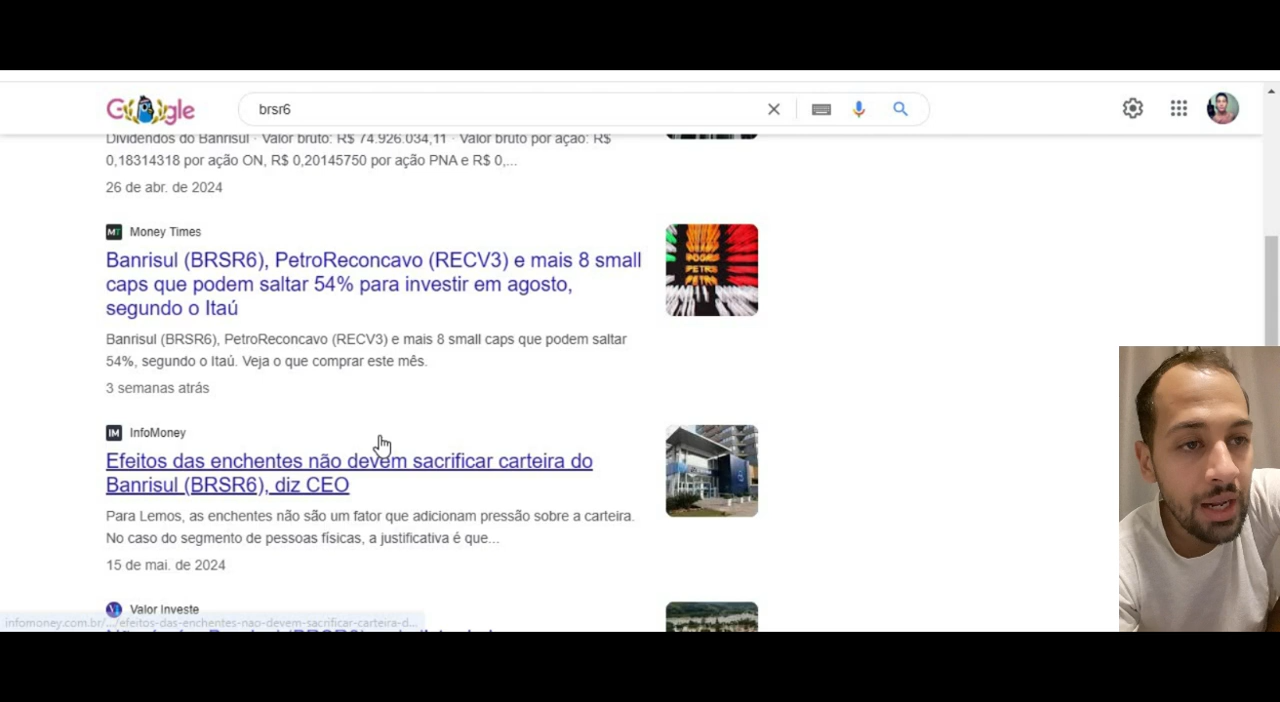 Google
brsr6
Dividendos do Banrisul · Valor bruto: R$ 74.926.034,11 · Valor bruto por ação: R$
0,18314318 por ação ON, R$ 0,20145750 por ação PNA e R$ 0,...
26 de abr. de 2024
MT Money Times
Banrisul (BRSR6), PetroReconcavo (RECV3) e mais 8 small
caps que podem saltar 54% para investir em agosto,
segundo o Itaú
Banrisul (BRSR6), PetroReconcavo (RECV3) e mais 8 small caps que podem saltar
54%, segundo o Itaú. Veja o que comprar este mês.
3 semanas atrás
IM InfoMoney
Efeitos das enchentes não devem sacrificar carteira do
Banrisul (BRSR6), diz CEO
Para Lemos, as enchentes não são um fator que adicionam pressão sobre a carteira.
No caso do segmento de pessoas físicas, a justificativa é que...
15 de mai. de 2024
Valor Investe
infomoney.com.br/.../efeitos-das-enchentes-nao-devem-sacrificar-carteira-d...